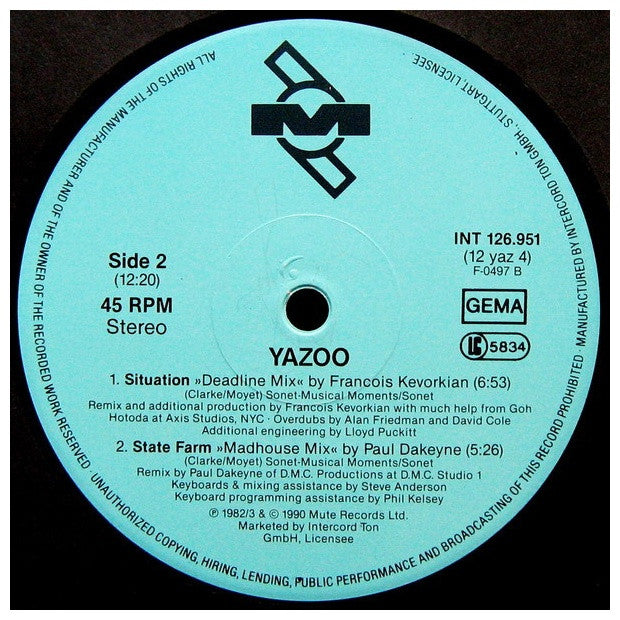 M
Side 2
(12:20)
45 RPM
Stereo
INT 126.951
(12 yaz 4)
F-0497 B
GEMA
LC 5834
YAZOO
1. Situation »Deadline Mix« by Francois Kevorkian (6:53)
(Clarke/Moyet) Sonet-Musical Moments/Sonet
Remix and additional production by Francois Kevorkian with much help from Goh
Hotoda at Axis Studios, NYC · Overdubs by Alan Friedman and David Cole
Additional engineering by Lloyd Puckitt
2. State Farm »Madhouse Mix« by Paul Dakeyne (5:26)
(Clarke/Moyet) Sonet-Musical Moments/Sonet
Remix by Paul Dakeyne of D.M.C. Productions at D.M.C. Studio 1
Keyboards & mixing assistance by Steve Anderson
Keyboard programming assistance by Phil Kelsey
℗ 1982/3 & © 1990 Mute Records Ltd.
Marketed by Intercord Ton
GmbH, Licensee
ALL RIGHTS OF THE MANUFACTURER AND OF THE OWNER OF THE RECORDED WORK RESERVED · UNAUTHORIZED COPYING, HIRING, LENDING, PUBLIC PERFORMANCE AND BROADCASTING OF THIS RECORD PROHIBITED · MANUFACTURED BY INTERCORD TON GMBH., STUTTGART, LICENSEE.